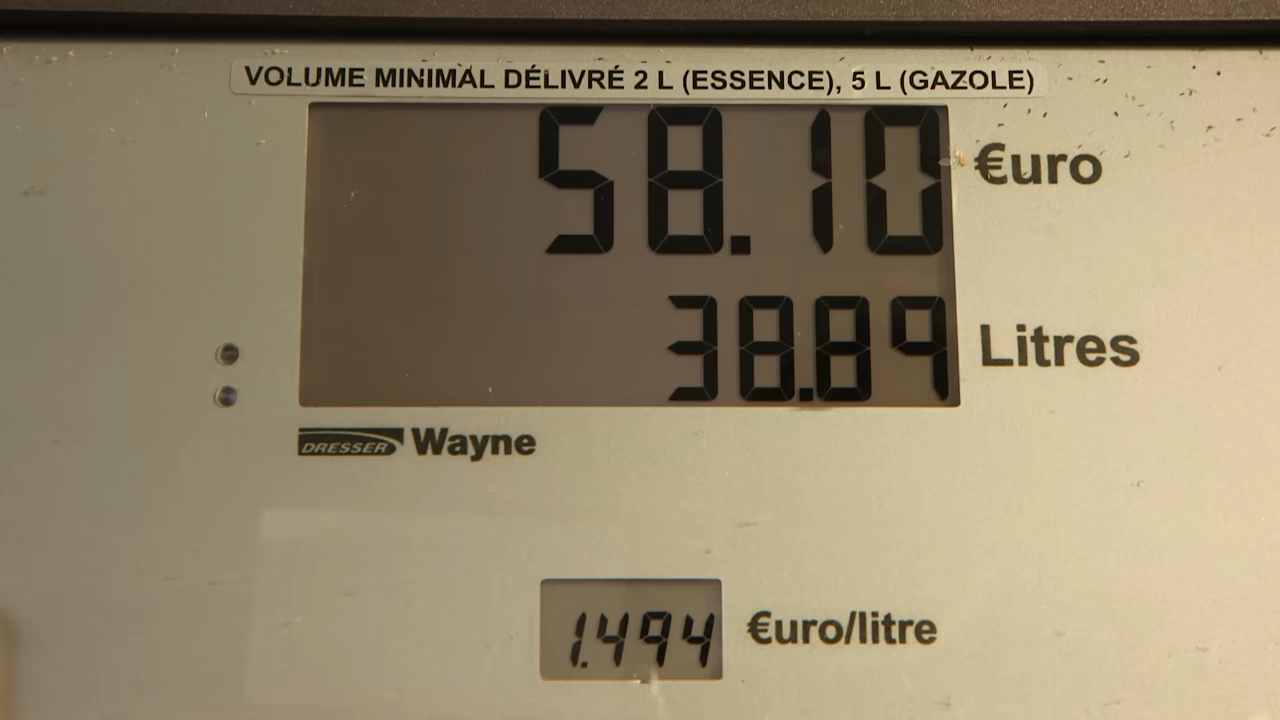 VOLUME MINIMAL DÉLIVRÉ 2 L (ESSENCE), 5 L (GAZOLE)
58.10 €uro
38.89 Litres
DRESSER Wayne
1.494 €uro/litre